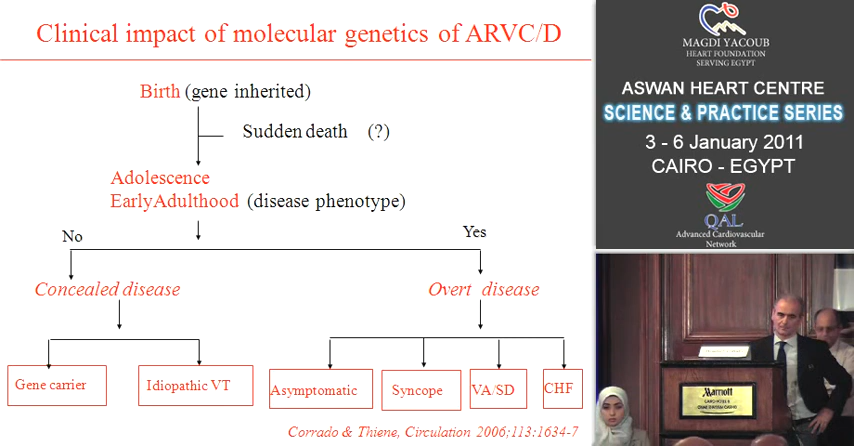 Clinical impact of molecular genetics of ARVC/D
Birth (gene inherited)
Sudden death (?)
Adolescence
Early Adulthood (disease phenotype)
No
Yes
Concealed disease
Overt disease
Gene carrier
Idiopathic VT
Asymptomatic
Syncope
VA/SD
CHF
Corrado & Thiene, Circulation 2006;113:1634-7
MAGDI YACOUB
HEART FOUNDATION
SERVING EGYPT
ASWAN HEART CENTRE
SCIENCE & PRACTICE SERIES
3 - 6 January 2011
CAIRO - EGYPT
QAL
Advanced Cardiovascular
Network
Marriott